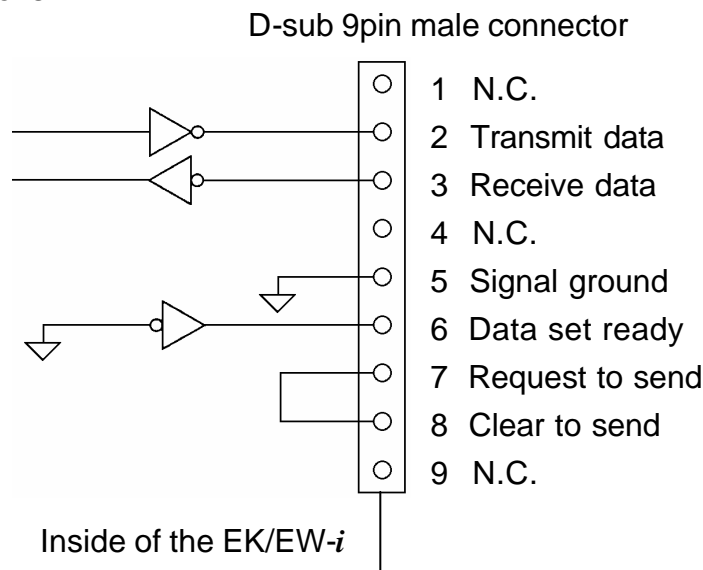 D-sub 9pin male connector
1 N.C.
2 Transmit data
3 Receive data
4 N.C.
5 Signal ground
6 Data set ready
7 Request to send
8 Clear to send
9 N.C.
Inside of the EK/EW-i